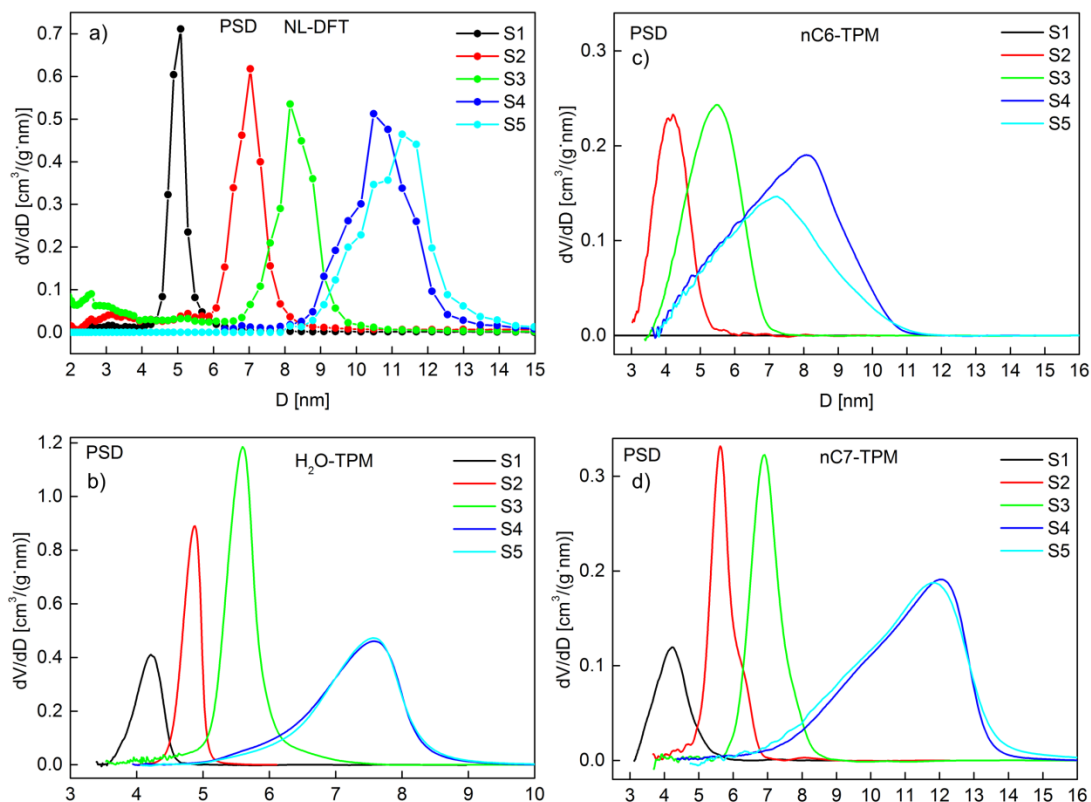 a)
PSD NL-DFT
S1
S2
S3
S4
S5
dV/dD [cm³/(g·nm)]
0.7
0.6
0.5
0.4
0.3
0.2
0.1
0.0
2 3 4 5 6 7 8 9 10 11 12 13 14 15
D [nm]
PSD
c)
nC6-TPM
S1
S2
S3
S4
S5
dV/dD [cm³/(g·nm)]
0.3
0.2
0.1
0.0
3 4 5 6 7 8 9 10 11 12 13 14 15 16
D [nm]
PSD
b)
H₂O-TPM
S1
S2
S3
S4
S5
dV/dD [cm³/(g·nm)]
1.2
1.0
0.8
0.6
0.4
0.2
0.0
3 4 5 6 7 8 9 10
PSD
d)
nC7-TPM
S1
S2
S3
S4
S5
dV/dD [cm³/(g·nm)]
0.3
0.2
0.1
0.0
3 4 5 6 7 8 9 10 11 12 13 14 15 16